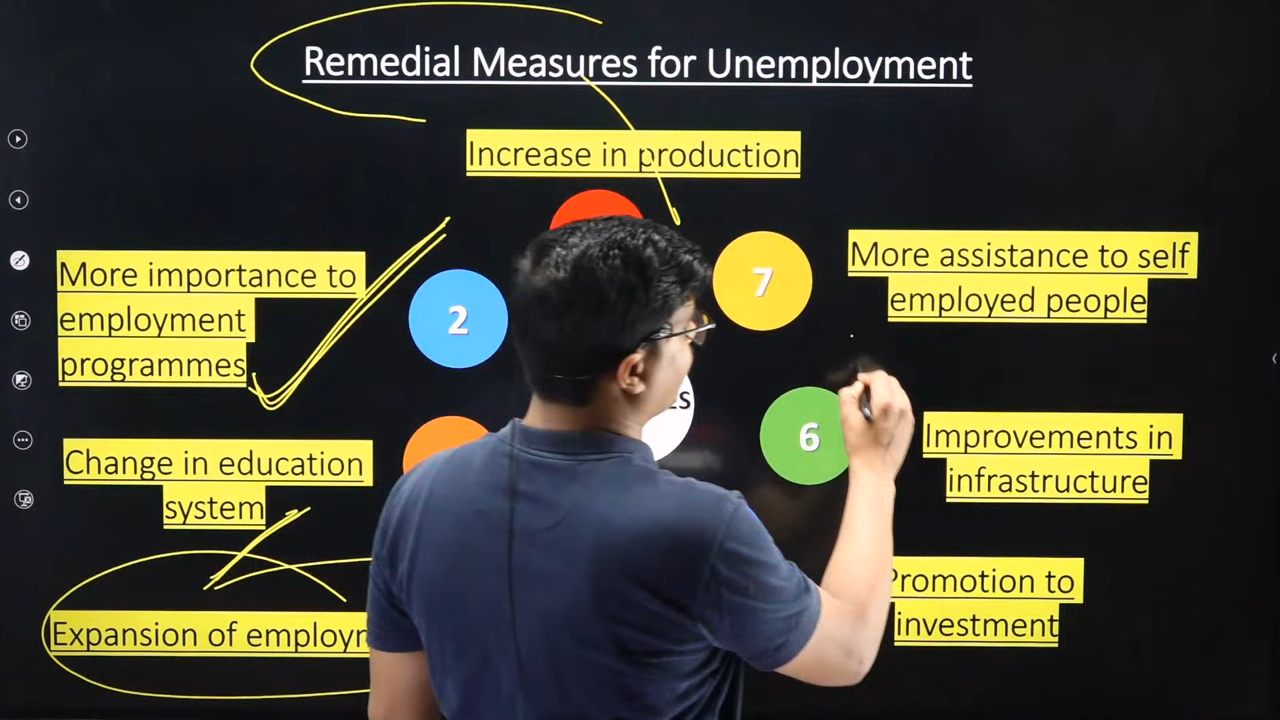 Remedial Measures for Unemployment
Increase in production
More importance to
employment
programmes
2
Change in education
system
Expansion of
7
More assistance to self
employed people
6
Improvements in
infrastructure
Promotion to
investment